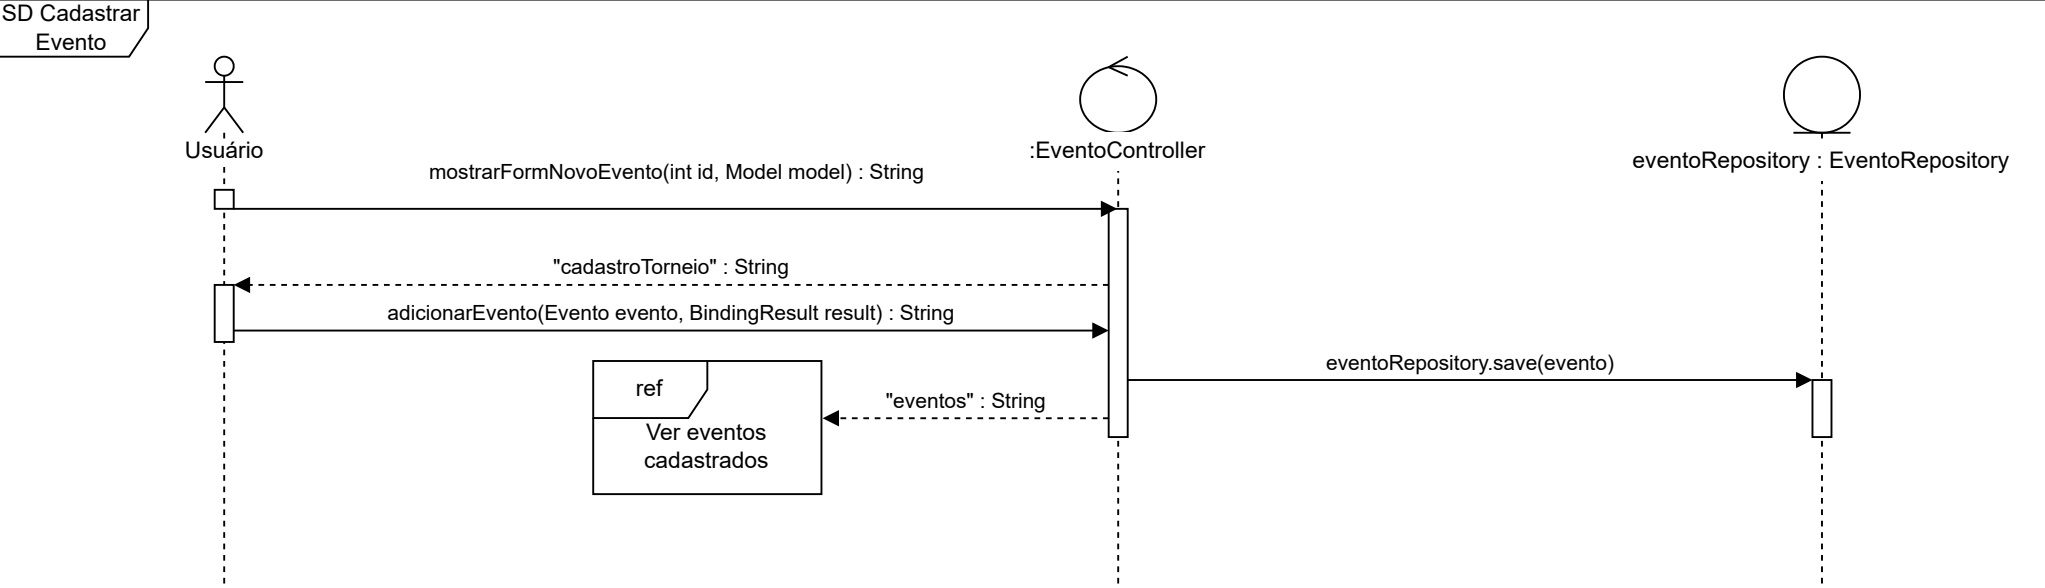 SD Cadastrar
Evento
Usuário
:EventoController
eventoRepository : EventoRepository
mostrarFormNovoEvento(int id, Model model) : String
"cadastroTorneio" : String
adicionarEvento(Evento evento, BindingResult result) : String
eventoRepository.save(evento)
ref
"eventos" : String
Ver eventos
cadastrados